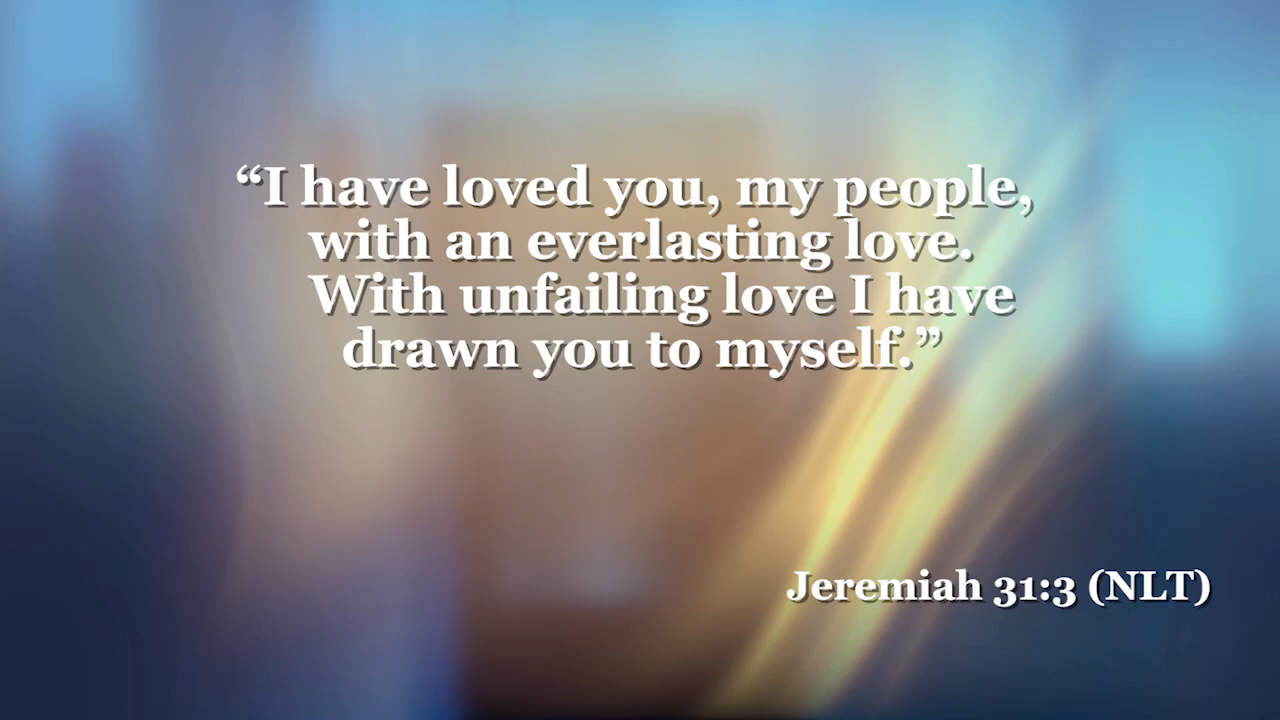 “I have loved you, my people,
with an everlasting love.
With unfailing love I have
drawn you to myself.”
Jeremiah 31:3 (NLT)